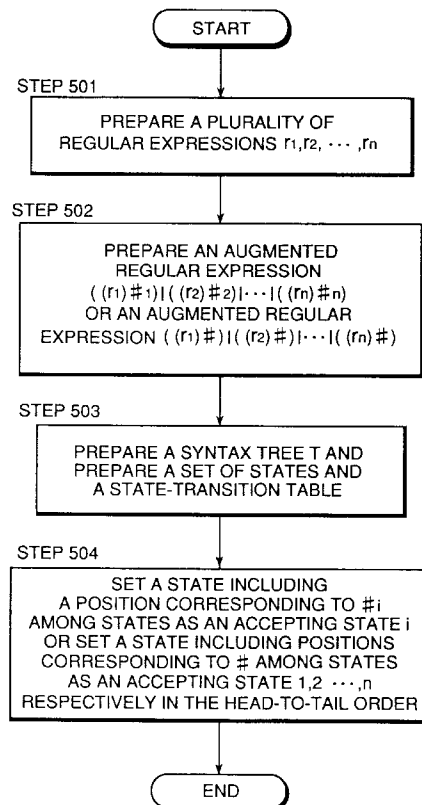 START
STEP 501
PREPARE A PLURALITY OF
REGULAR EXPRESSIONS r1,r2, ··· ,rn
STEP 502
PREPARE AN AUGMENTED
REGULAR EXPRESSION
( (r1)#1)|((r2)#2)|···|((rn)#n)
OR AN AUGMENTED REGULAR
EXPRESSION ( (r1)#)|((r2)#)|···|((rn)#)
STEP 503
PREPARE A SYNTAX TREE T AND
PREPARE A SET OF STATES AND
A STATE-TRANSITION TABLE
STEP 504
SET A STATE INCLUDING
A POSITION CORRESPONDING TO #i
AMONG STATES AS AN ACCEPTING STATE i
OR SET A STATE INCLUDING POSITIONS
CORRESPONDING TO # AMONG STATES
AS AN ACCEPTING STATE 1,2 ···,n
RESPECTIVELY IN THE HEAD-TO-TAIL ORDER
END